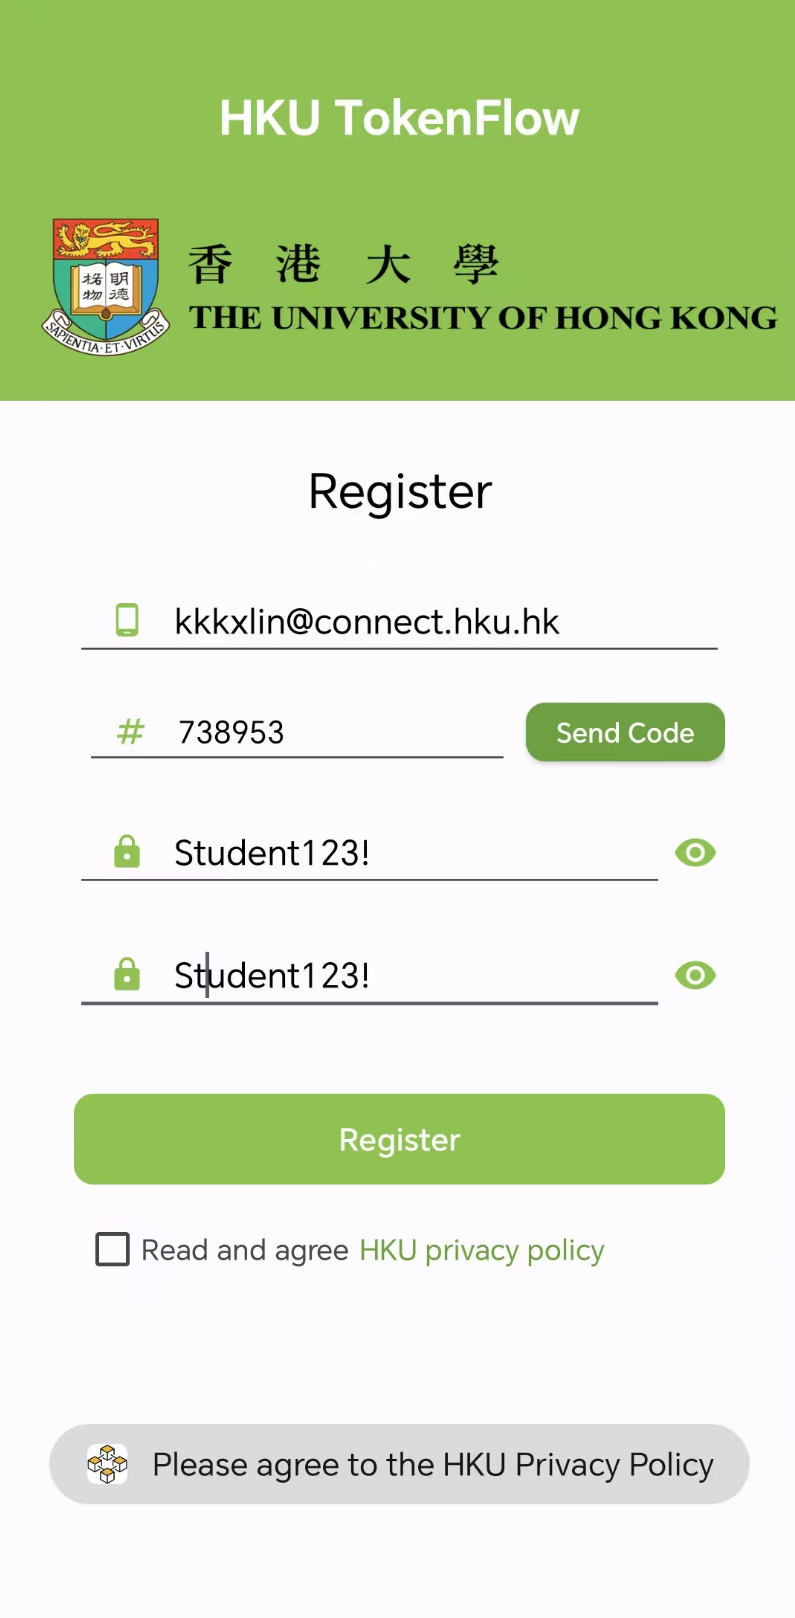 HKU TokenFlow
香港大學
THE UNIVERSITY OF HONG KONG
明德
格物
SAPIENTIA·ET·VIRTUS
Register
kkkxlin@connect.hku.hk
# 738953 Send Code
Student123!
Student123!
Register
Read and agree HKU privacy policy
Please agree to the HKU Privacy Policy